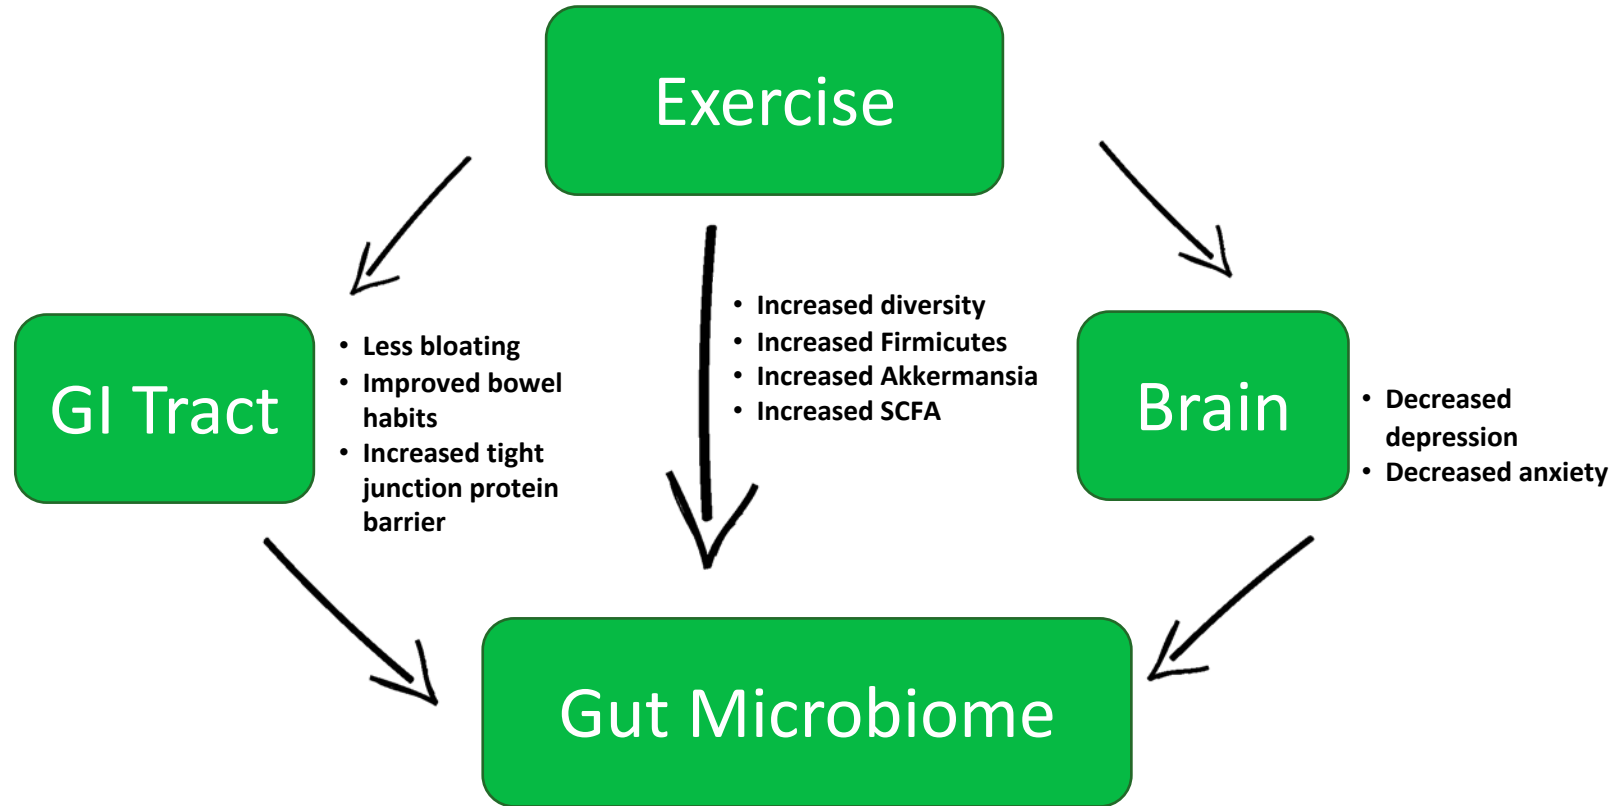 Exercise
GI Tract
• Less bloating
• Improved bowel
habits
• Increased tight
junction protein
barrier
• Increased diversity
• Increased Firmicutes
• Increased Akkermansia
• Increased SCFA
Brain
• Decreased
depression
• Decreased anxiety
Gut Microbiome